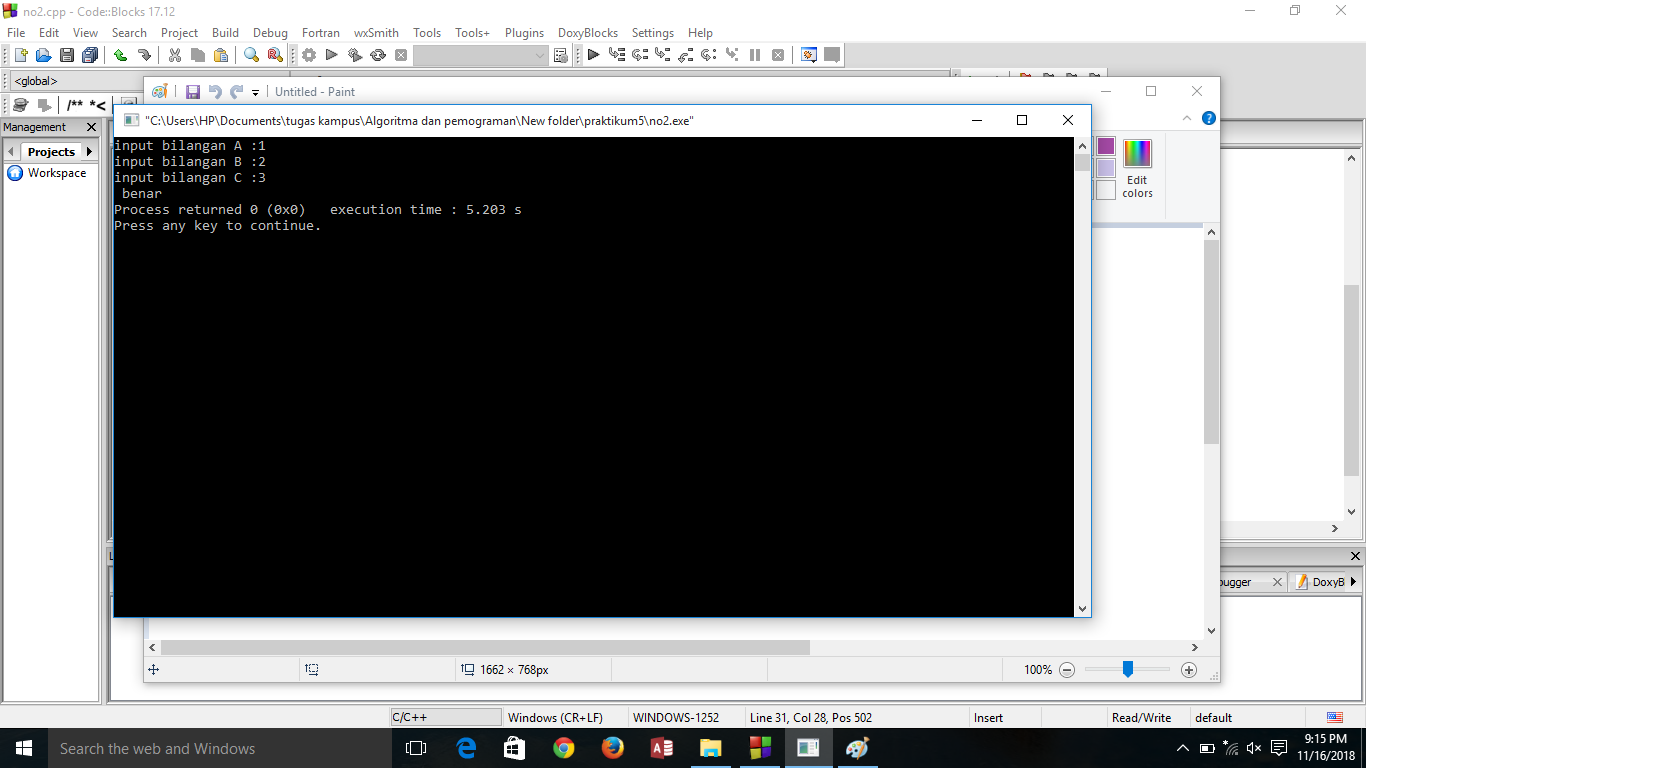 no2.cpp - Code::Blocks 17.12
File Edit View Search Project Build Debug Fortran wxSmith Tools Tools+ Plugins DoxyBlocks Settings Help
<global>
Untitled - Paint
/** *<
"C:\Users\HP\Documents\tugas kampus\Algoritma dan pemograman\New folder\praktikum5\no2.exe"
Management
Projects
Workspace
input bilangan A :1
input bilangan B :2
input bilangan C :3
benar
Process returned 0 (0x0)   execution time : 5.203 s
Press any key to continue.
Edit
colors
bugger
DoxyB
1662 × 768px
100%
C/C++
Windows (CR+LF)
WINDOWS-1252
Line 31, Col 28, Pos 502
Insert
Read/Write
default
Search the web and Windows
9:15 PM
11/16/2018